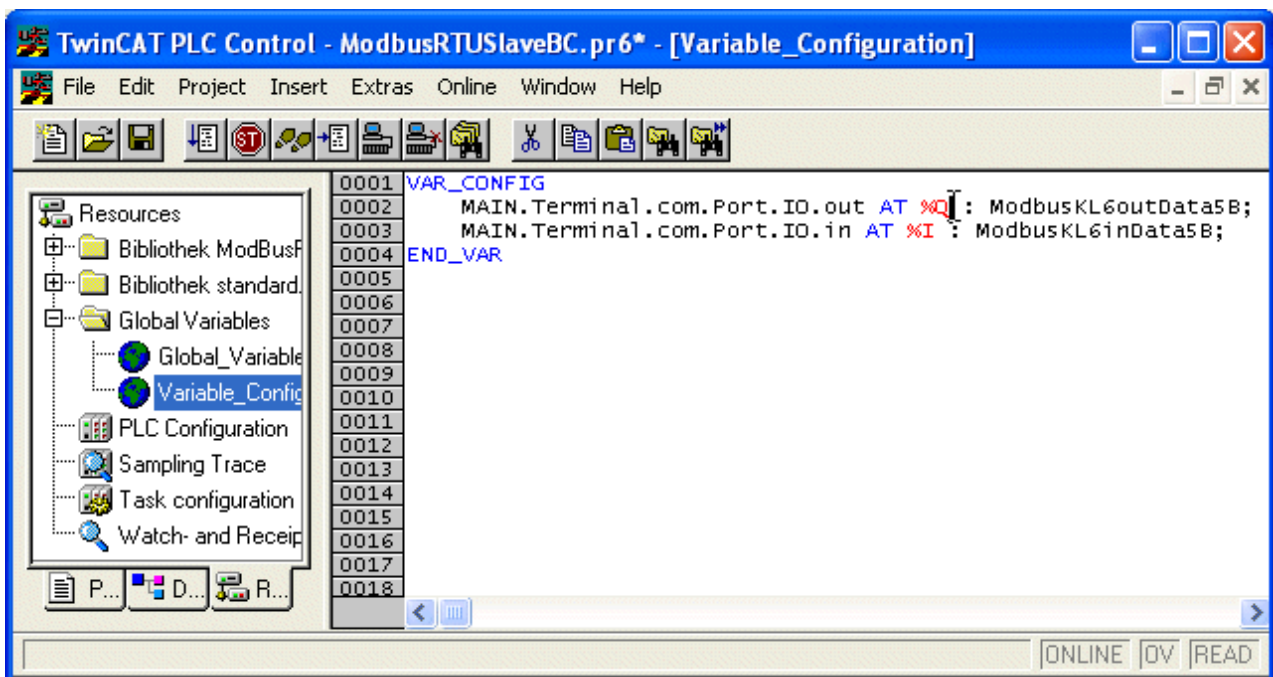 TwinCAT PLC Control - ModbusRTUSlaveBC.pr6* - [Variable_Configuration]
File Edit Project Insert Extras Online Window Help
ST
Resources
Bibliothek ModBusR
Bibliothek standard.
Global Variables
Global_Variable
Variable_Config
PLC Configuration
Sampling Trace
Task configuration
Watch- and Receip
P... D... R...
0001 VAR_CONFIG
0002 MAIN.Terminal.com.Port.IO.out AT %Q : ModbusKL6outData5B;
0003 MAIN.Terminal.com.Port.IO.in AT %I : ModbusKL6inData5B;
0004 END_VAR
0005
0006
0007
0008
0009
0010
0011
0012
0013
0014
0015
0016
0017
0018
ONLINE OV READ